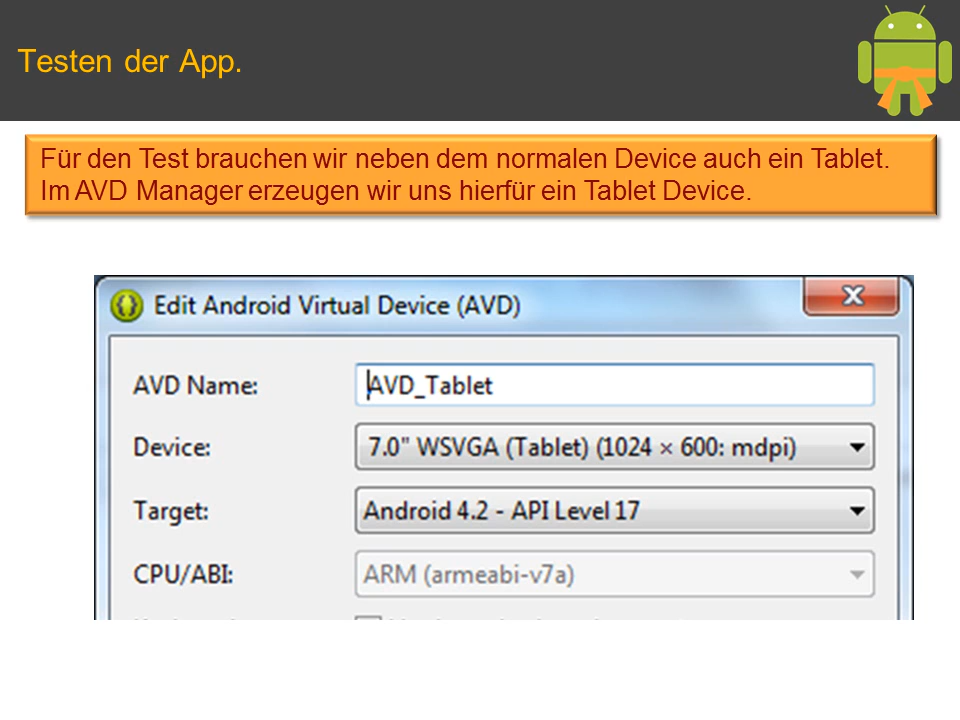 Testen der App.
Für den Test brauchen wir neben dem normalen Device auch ein Tablet.
Im AVD Manager erzeugen wir uns hierfür ein Tablet Device.
Edit Android Virtual Device (AVD)
AVD Name: AVD_Tablet
Device: 7.0" WSVGA (Tablet) (1024 × 600: mdpi)
Target: Android 4.2 - API Level 17
CPU/ABI: ARM (armeabi-v7a)